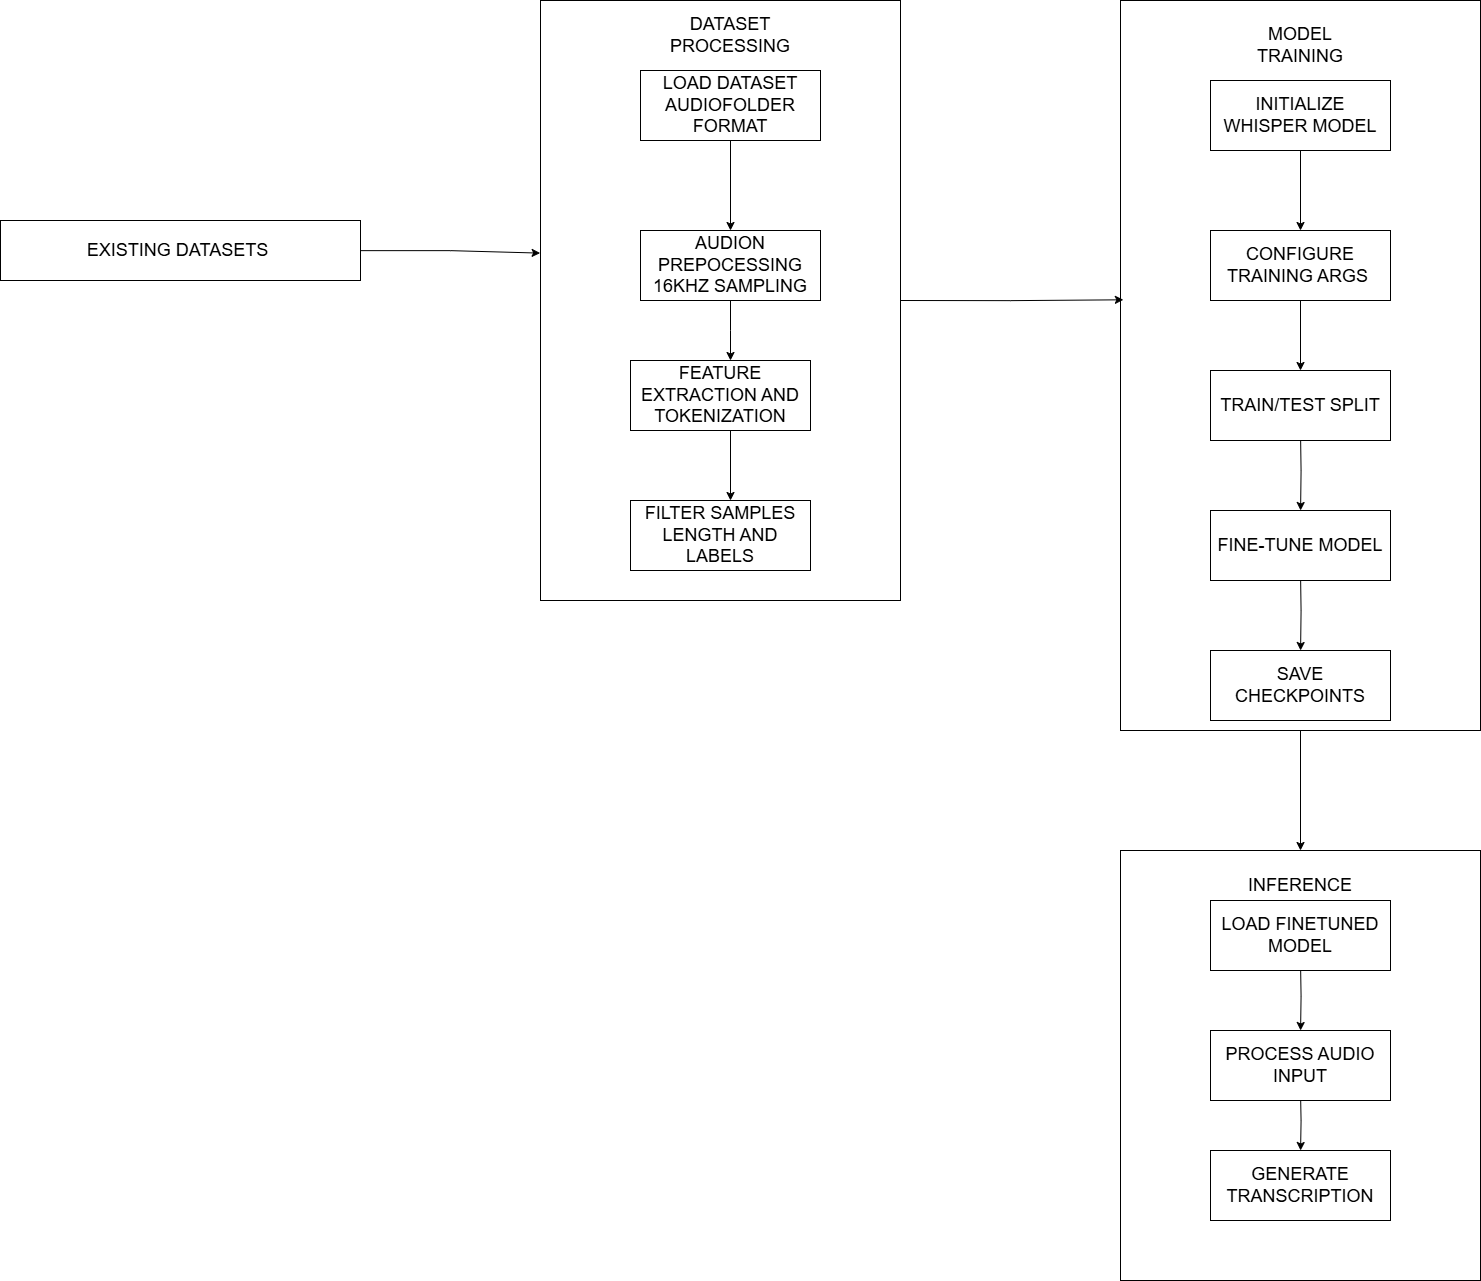 EXISTING DATASETS
DATASET
PROCESSING
LOAD DATASET
AUDIOFOLDER
FORMAT
AUDION
PREPOCESSING
16KHZ SAMPLING
FEATURE
EXTRACTION AND
TOKENIZATION
FILTER SAMPLES
LENGTH AND
LABELS
MODEL
TRAINING
INITIALIZE
WHISPER MODEL
CONFIGURE
TRAINING ARGS
TRAIN/TEST SPLIT
FINE-TUNE MODEL
SAVE
CHECKPOINTS
INFERENCE
LOAD FINETUNED
MODEL
PROCESS AUDIO
INPUT
GENERATE
TRANSCRIPTION